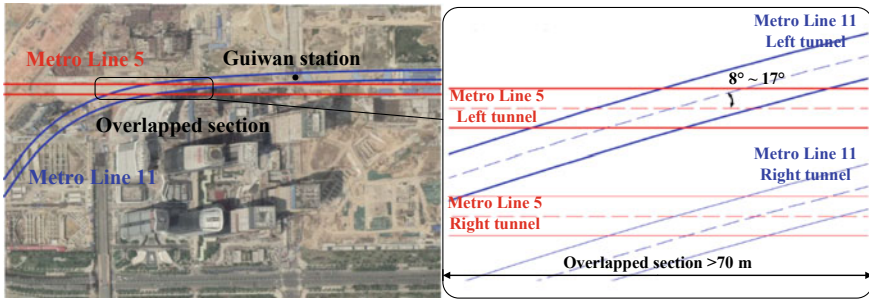 Metro Line 5
Guiwan station
Overlapped section
Metro Line 11
Metro Line 11
Left tunnel
8° ~ 17°
Metro Line 5
Left tunnel
Metro Line 11
Right tunnel
Metro Line 5
Right tunnel
Overlapped section >70 m